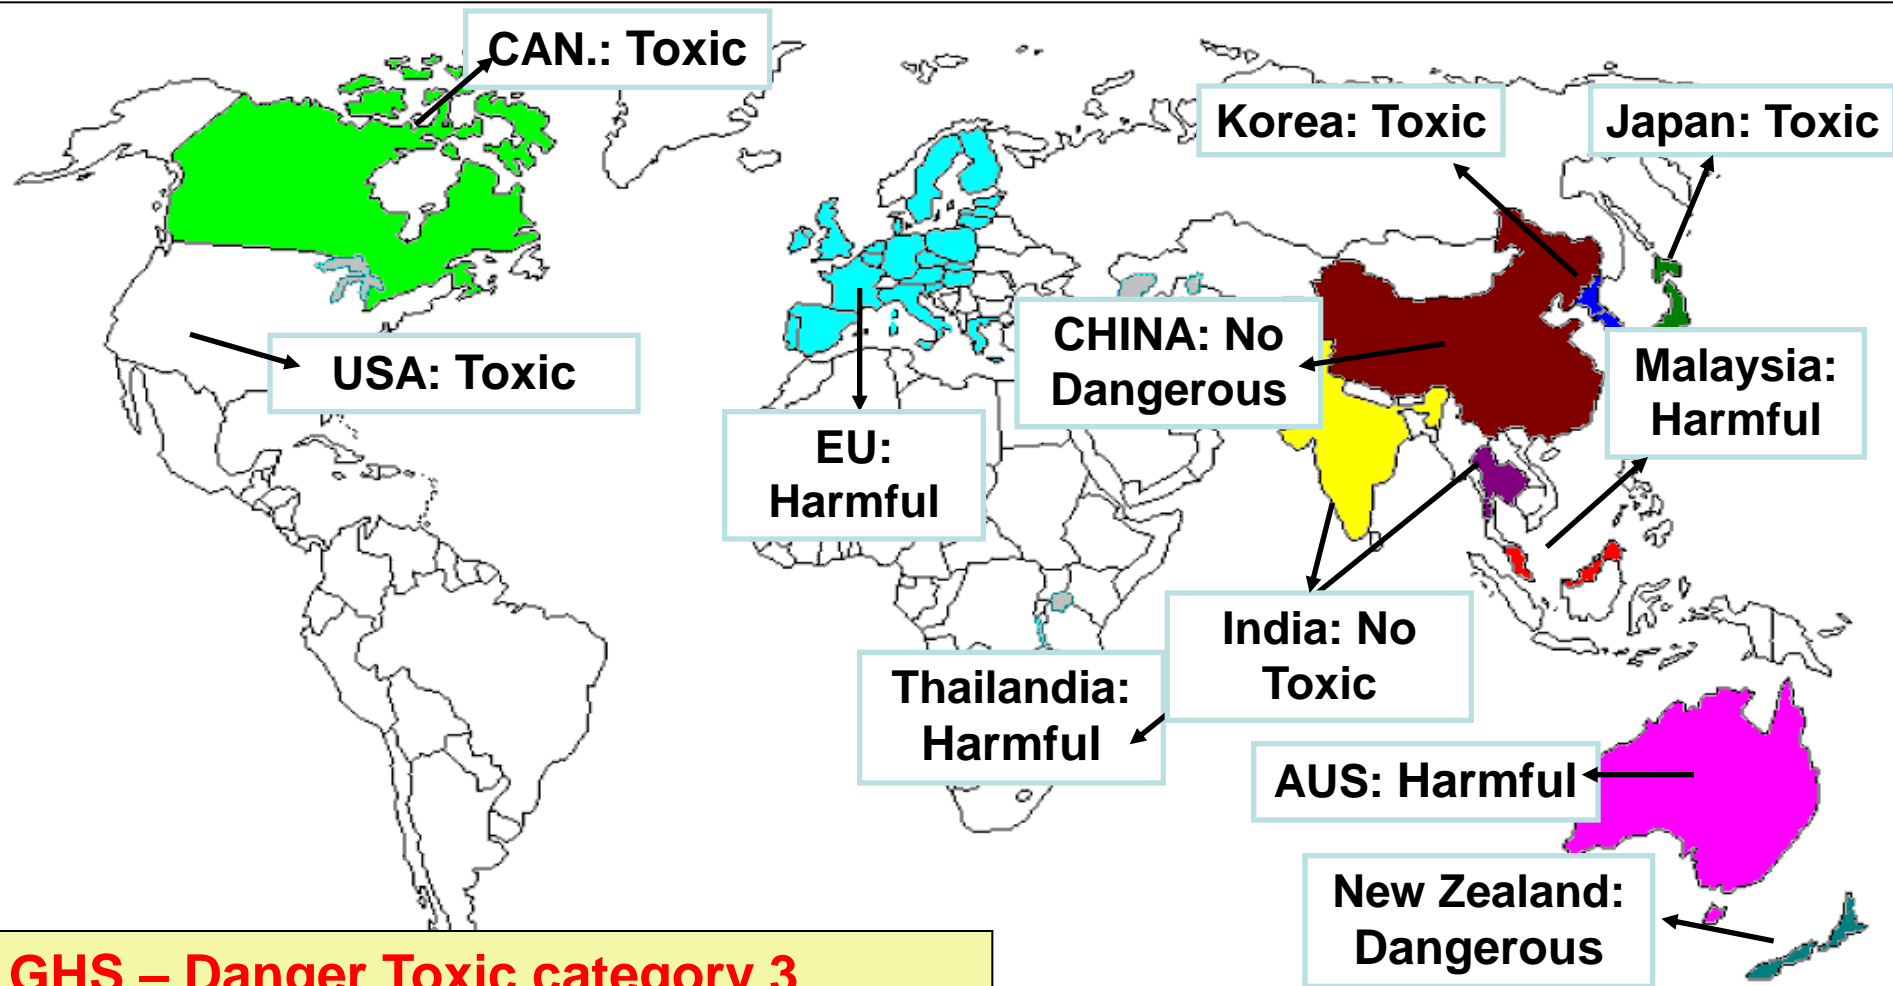 CAN.: Toxic
Korea: Toxic
Japan: Toxic
USA: Toxic
CHINA: No
Dangerous
Malaysia:
Harmful
EU:
Harmful
India: No
Toxic
Thailandia:
Harmful
AUS: Harmful
New Zealand:
Dangerous
GHS – Danger Toxic category 3